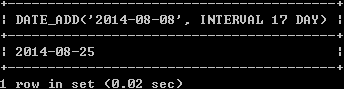 +-----------------------------------------+
| DATE_ADD('2014-08-08', INTERVAL 17 DAY) |
+-----------------------------------------+
| 2014-08-25                              |
+-----------------------------------------+
1 row in set (0.02 sec)